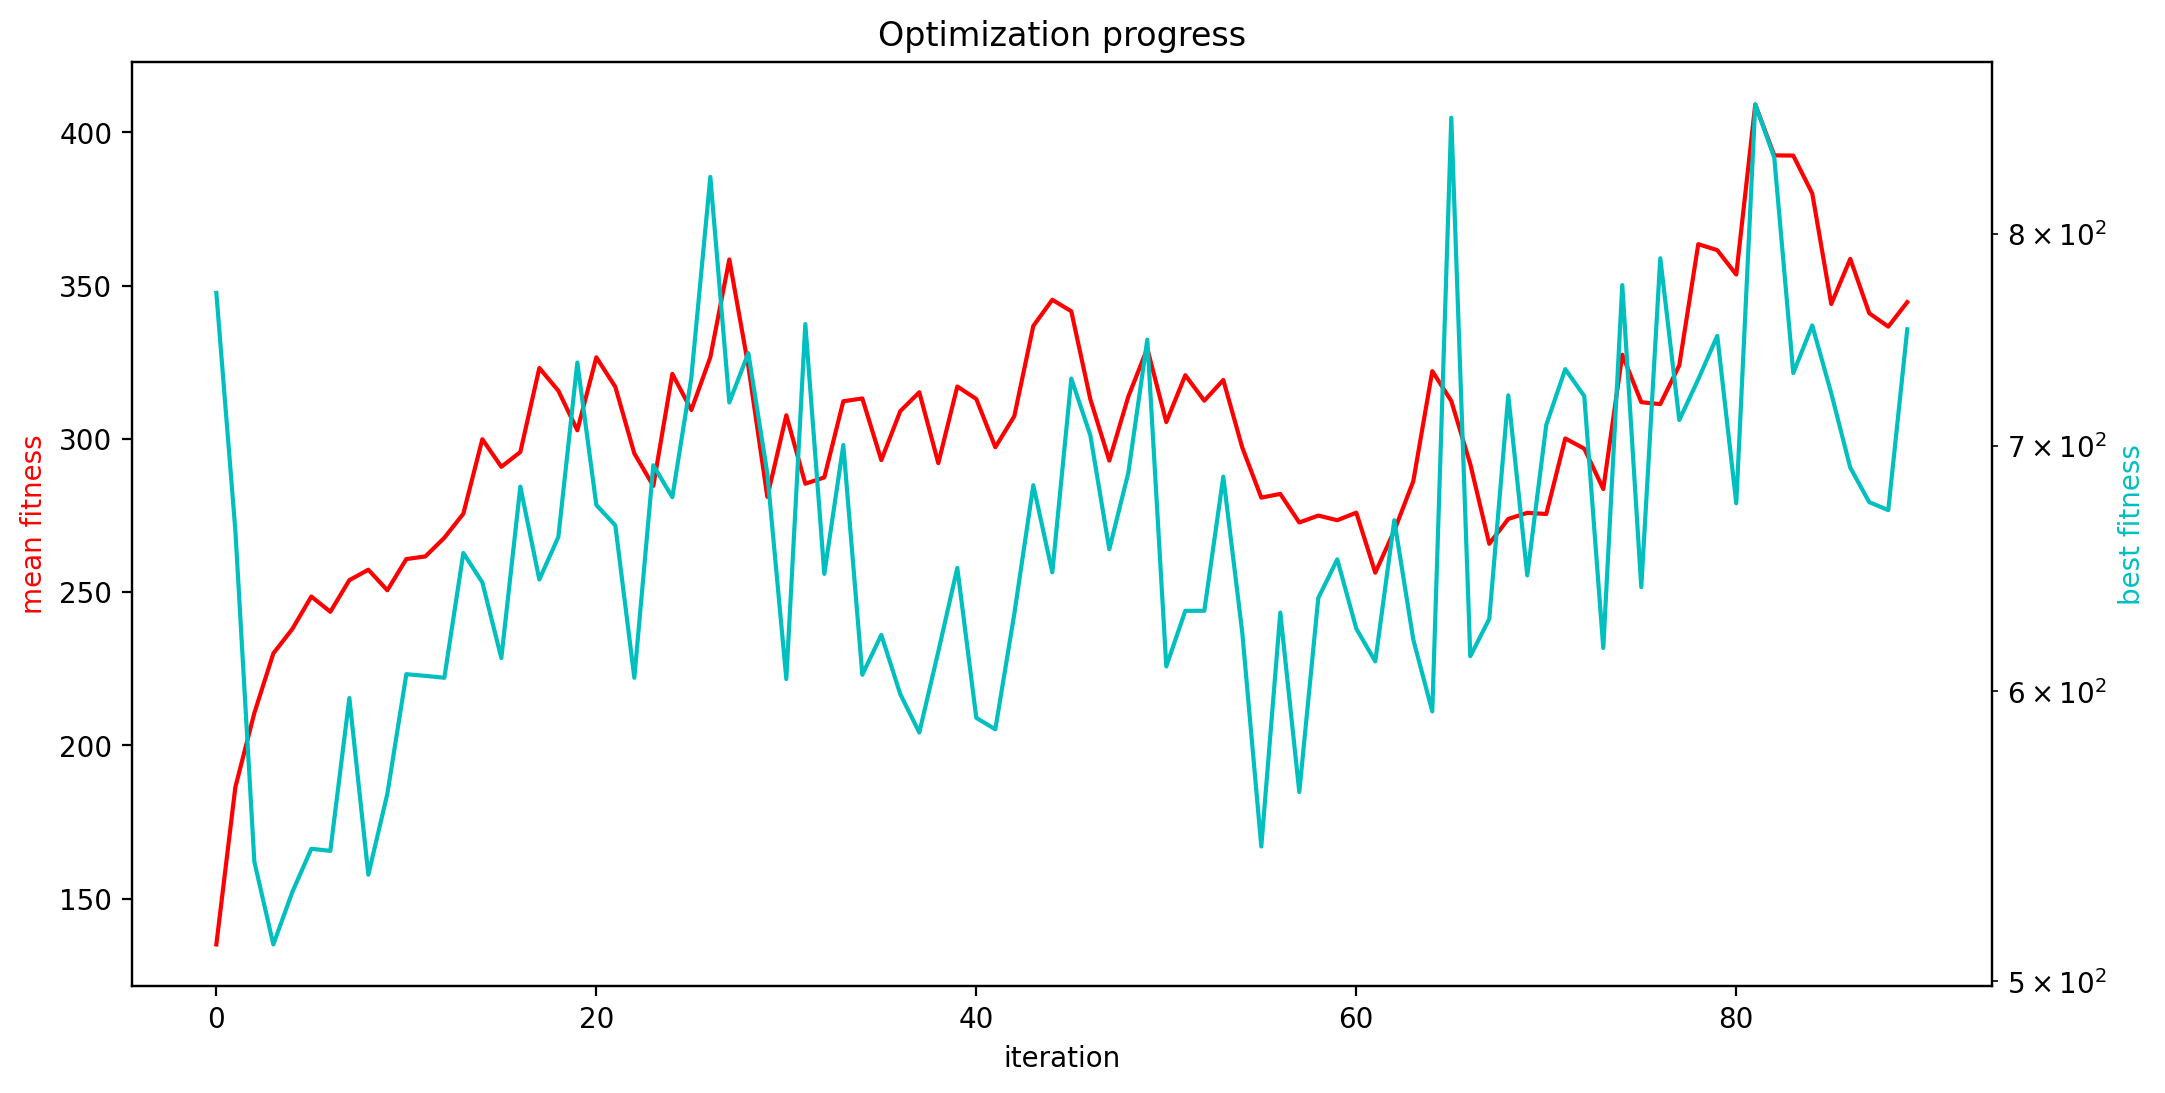 Optimization progress
mean fitness
400
350
300
250
200
150
8 × 10²
7 × 10²
6 × 10²
5 × 10²
best fitness
0 20 40 60 80
iteration